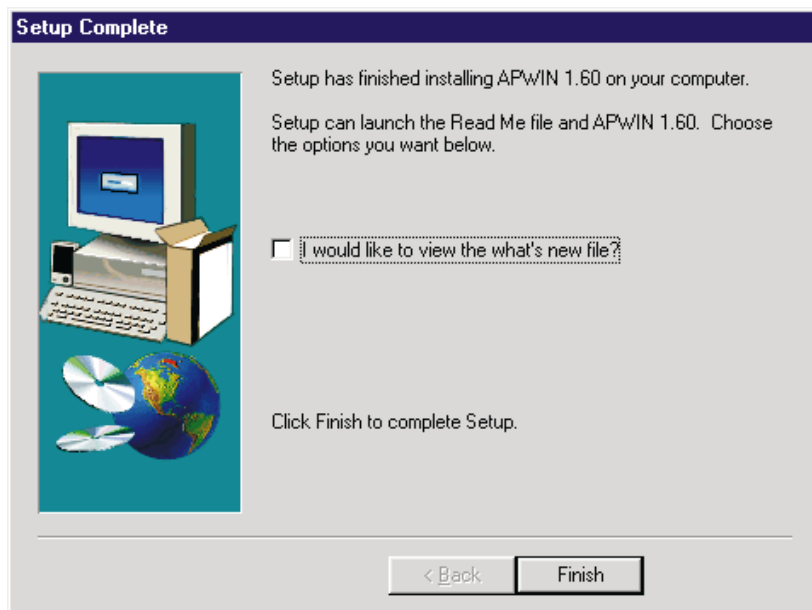 Setup Complete
Setup has finished installing APWIN 1.60 on your computer.
Setup can launch the Read Me file and APWIN 1.60. Choose
the options you want below.
I would like to view the what's new file?
Click Finish to complete Setup.
< Back
Finish